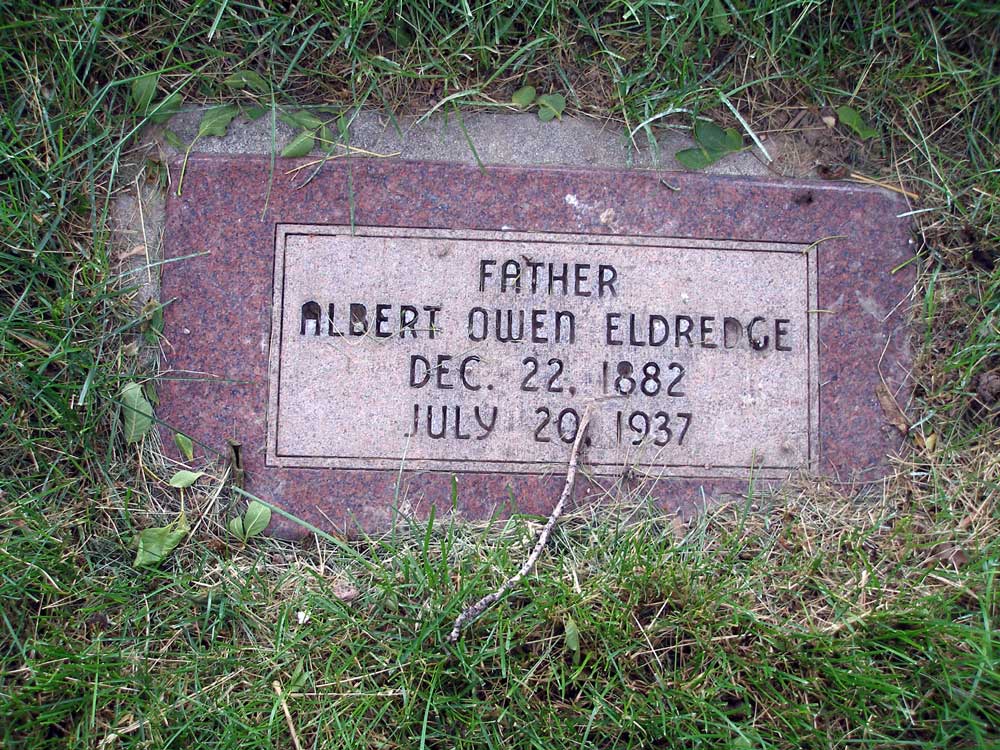 FATHER
ALBERT OWEN ELDREDGE
DEC. 22, 1882
JULY 20, 1937